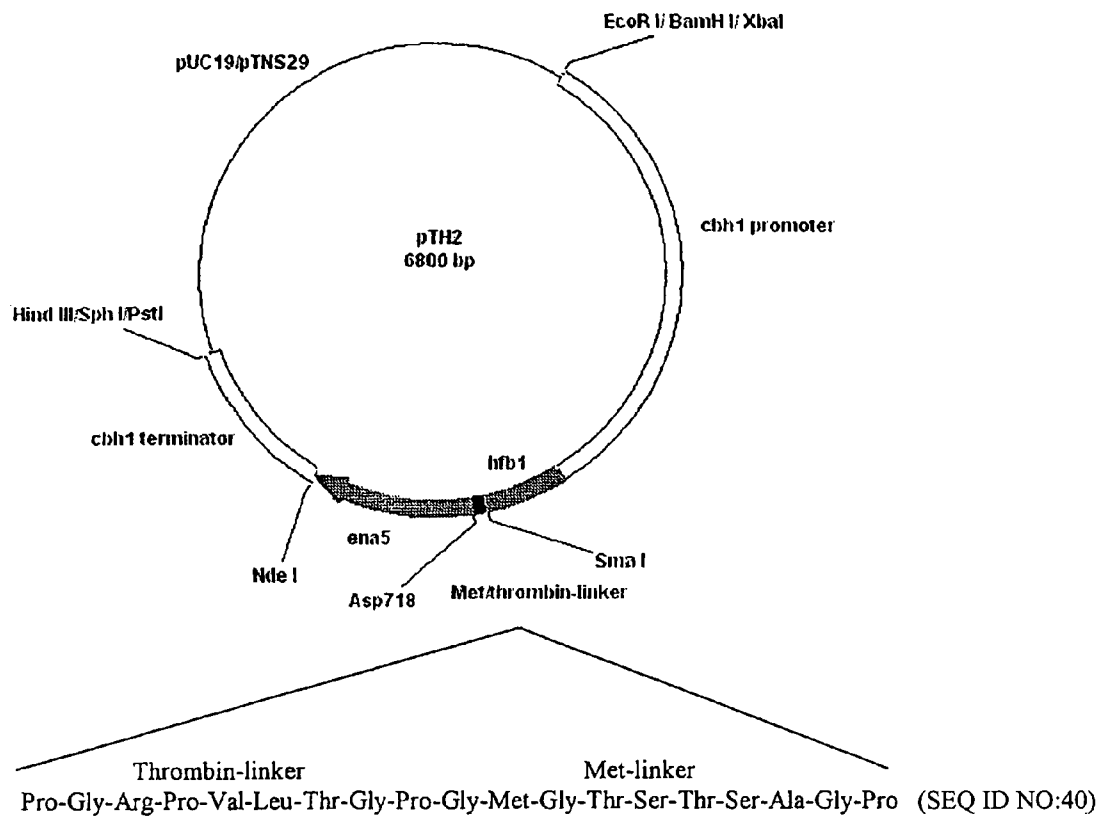 EcoR I/ BamH I/ XbaI
pUC19/pTNS29
cbh1 promoter
pTH2
6800 bp
Hind III/Sph I/PstI
cbh1 terminator
hfb1
ena5
Sma I
Nde I
Asp718
Met/thrombin-linker
Thrombin-linker
Met-linker
Pro-Gly-Arg-Pro-Val-Leu-Thr-Gly-Pro-Gly-Met-Gly-Thr-Ser-Thr-Ser-Ala-Gly-Pro (SEQ ID NO:40)